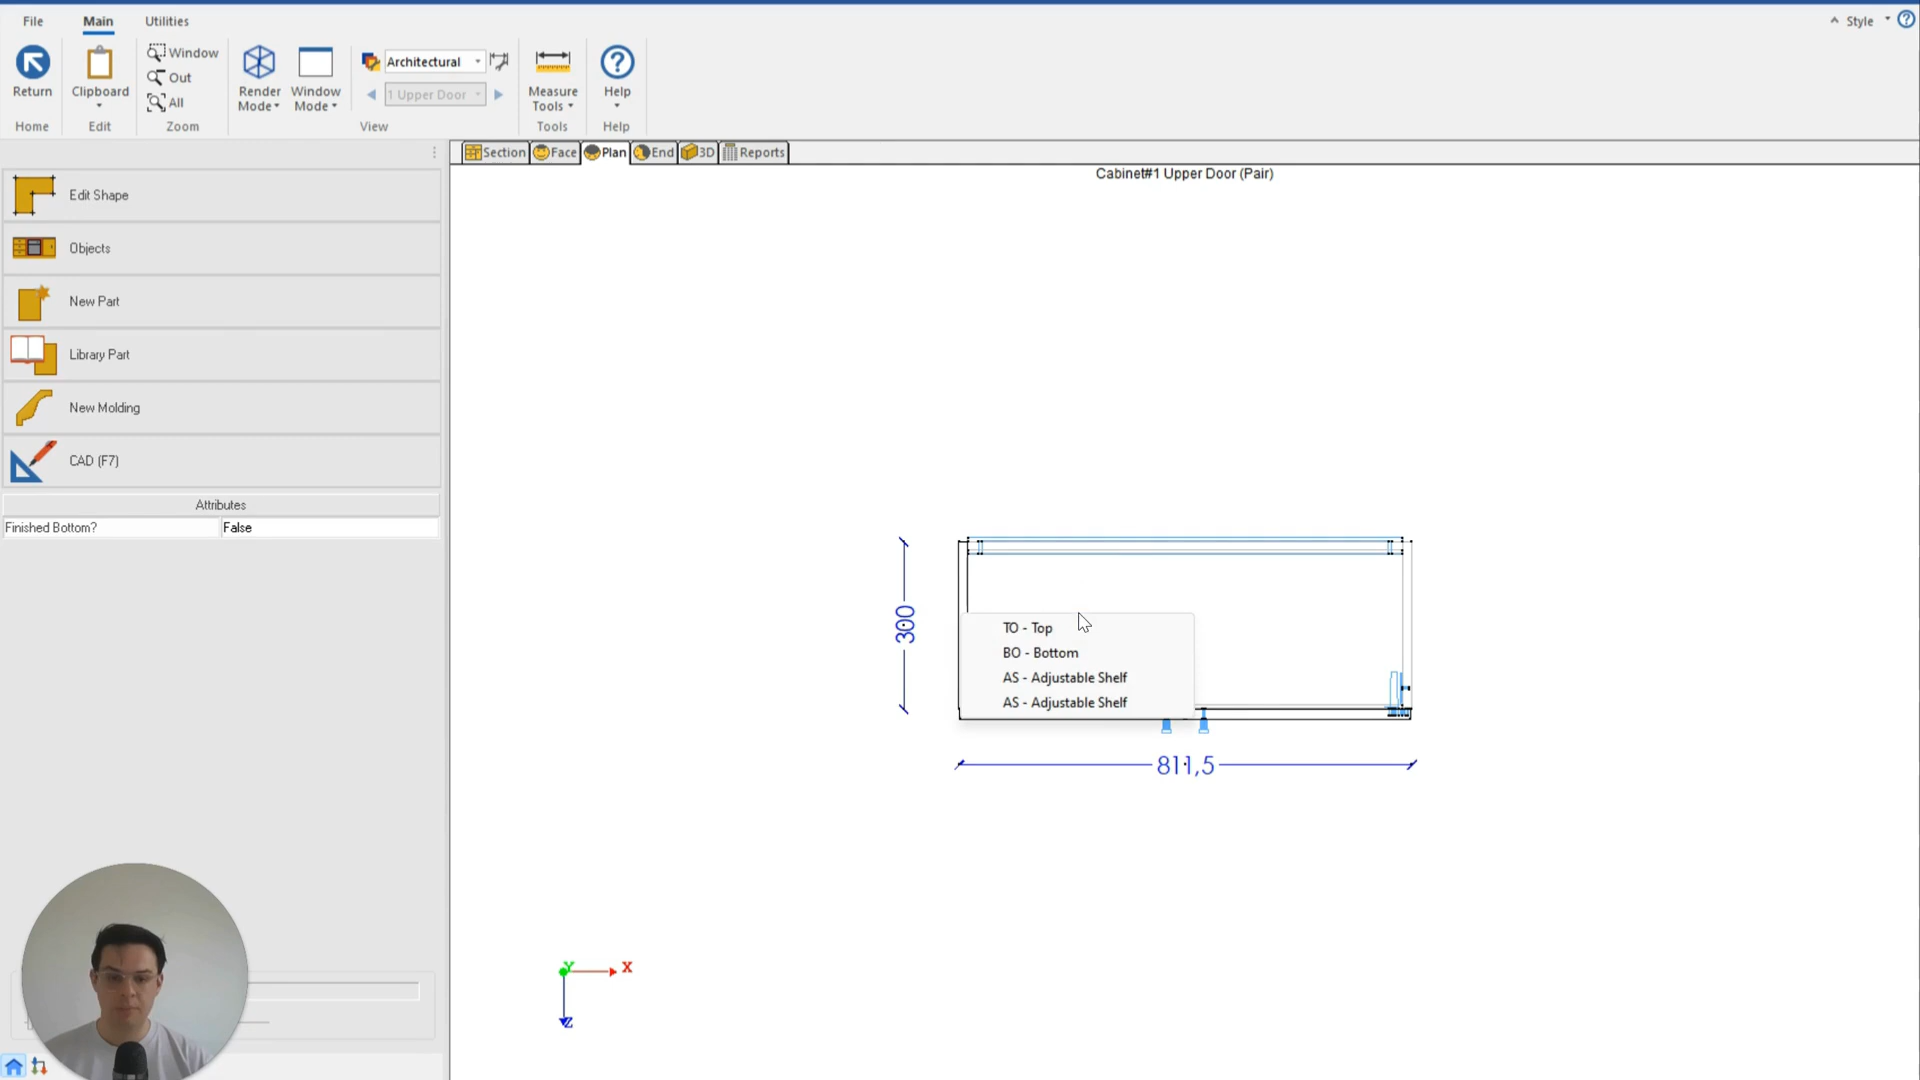 File
Main
Utilities
Style
Return
Clipboard
Window
Out
All
Render
Mode
Window
Mode
Architectural
1 Upper Door
Measure
Tools
Help
Home
Edit
Zoom
View
Tools
Help
Section
Face
Plan
End
3D
Reports
Cabinet#1 Upper Door (Pair)
Edit Shape
Objects
New Part
Library Part
New Molding
CAD (F7)
Attributes
Finished Bottom?
False
300
TO - Top
BO - Bottom
AS - Adjustable Shelf
AS - Adjustable Shelf
811,5
Y
X
Z